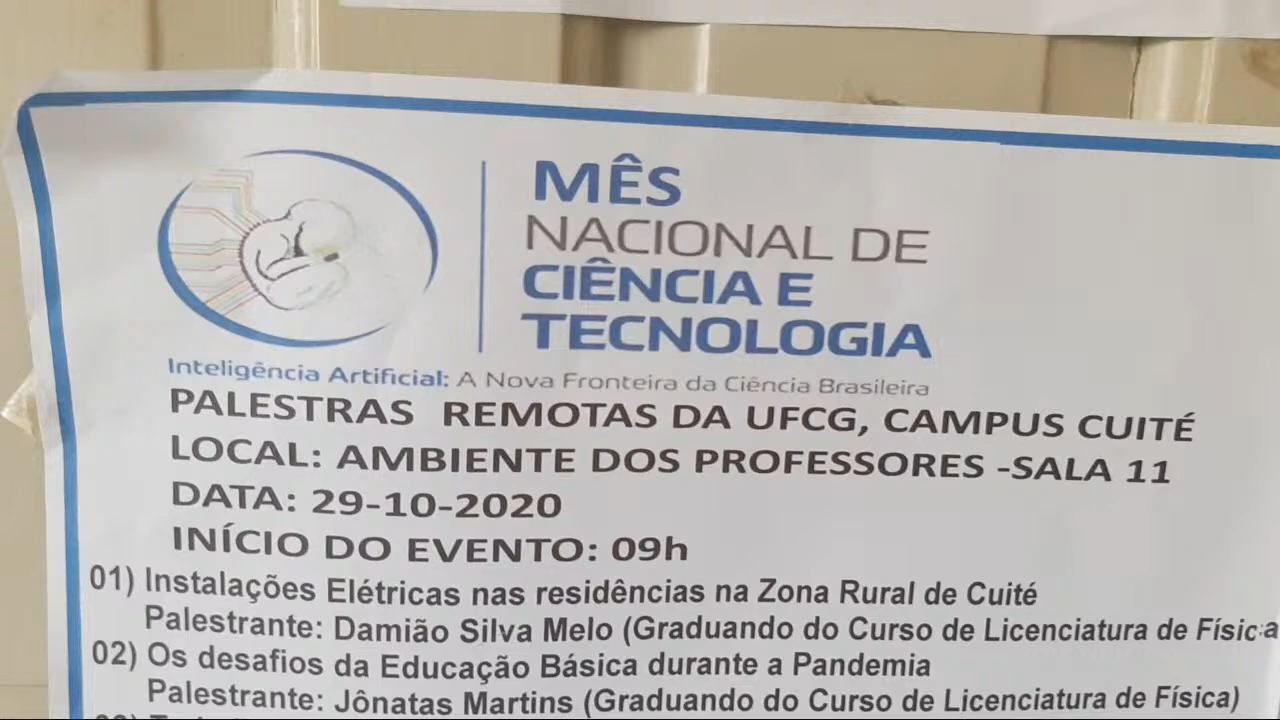 MÊS
NACIONAL DE
CIÊNCIA E
TECNOLOGIA
Inteligência Artificial: A Nova Fronteira da Ciência Brasileira
PALESTRAS REMOTAS DA UFCG, CAMPUS CUITÉ
LOCAL: AMBIENTE DOS PROFESSORES -SALA 11
DATA: 29-10-2020
INÍCIO DO EVENTO: 09h
01) Instalações Elétricas nas residências na Zona Rural de Cuité
Palestrante: Damião Silva Melo (Graduando do Curso de Licenciatura de Física
02) Os desafios da Educação Básica durante a Pandemia
Palestrante: Jônatas Martins (Graduando do Curso de Licenciatura de Física)